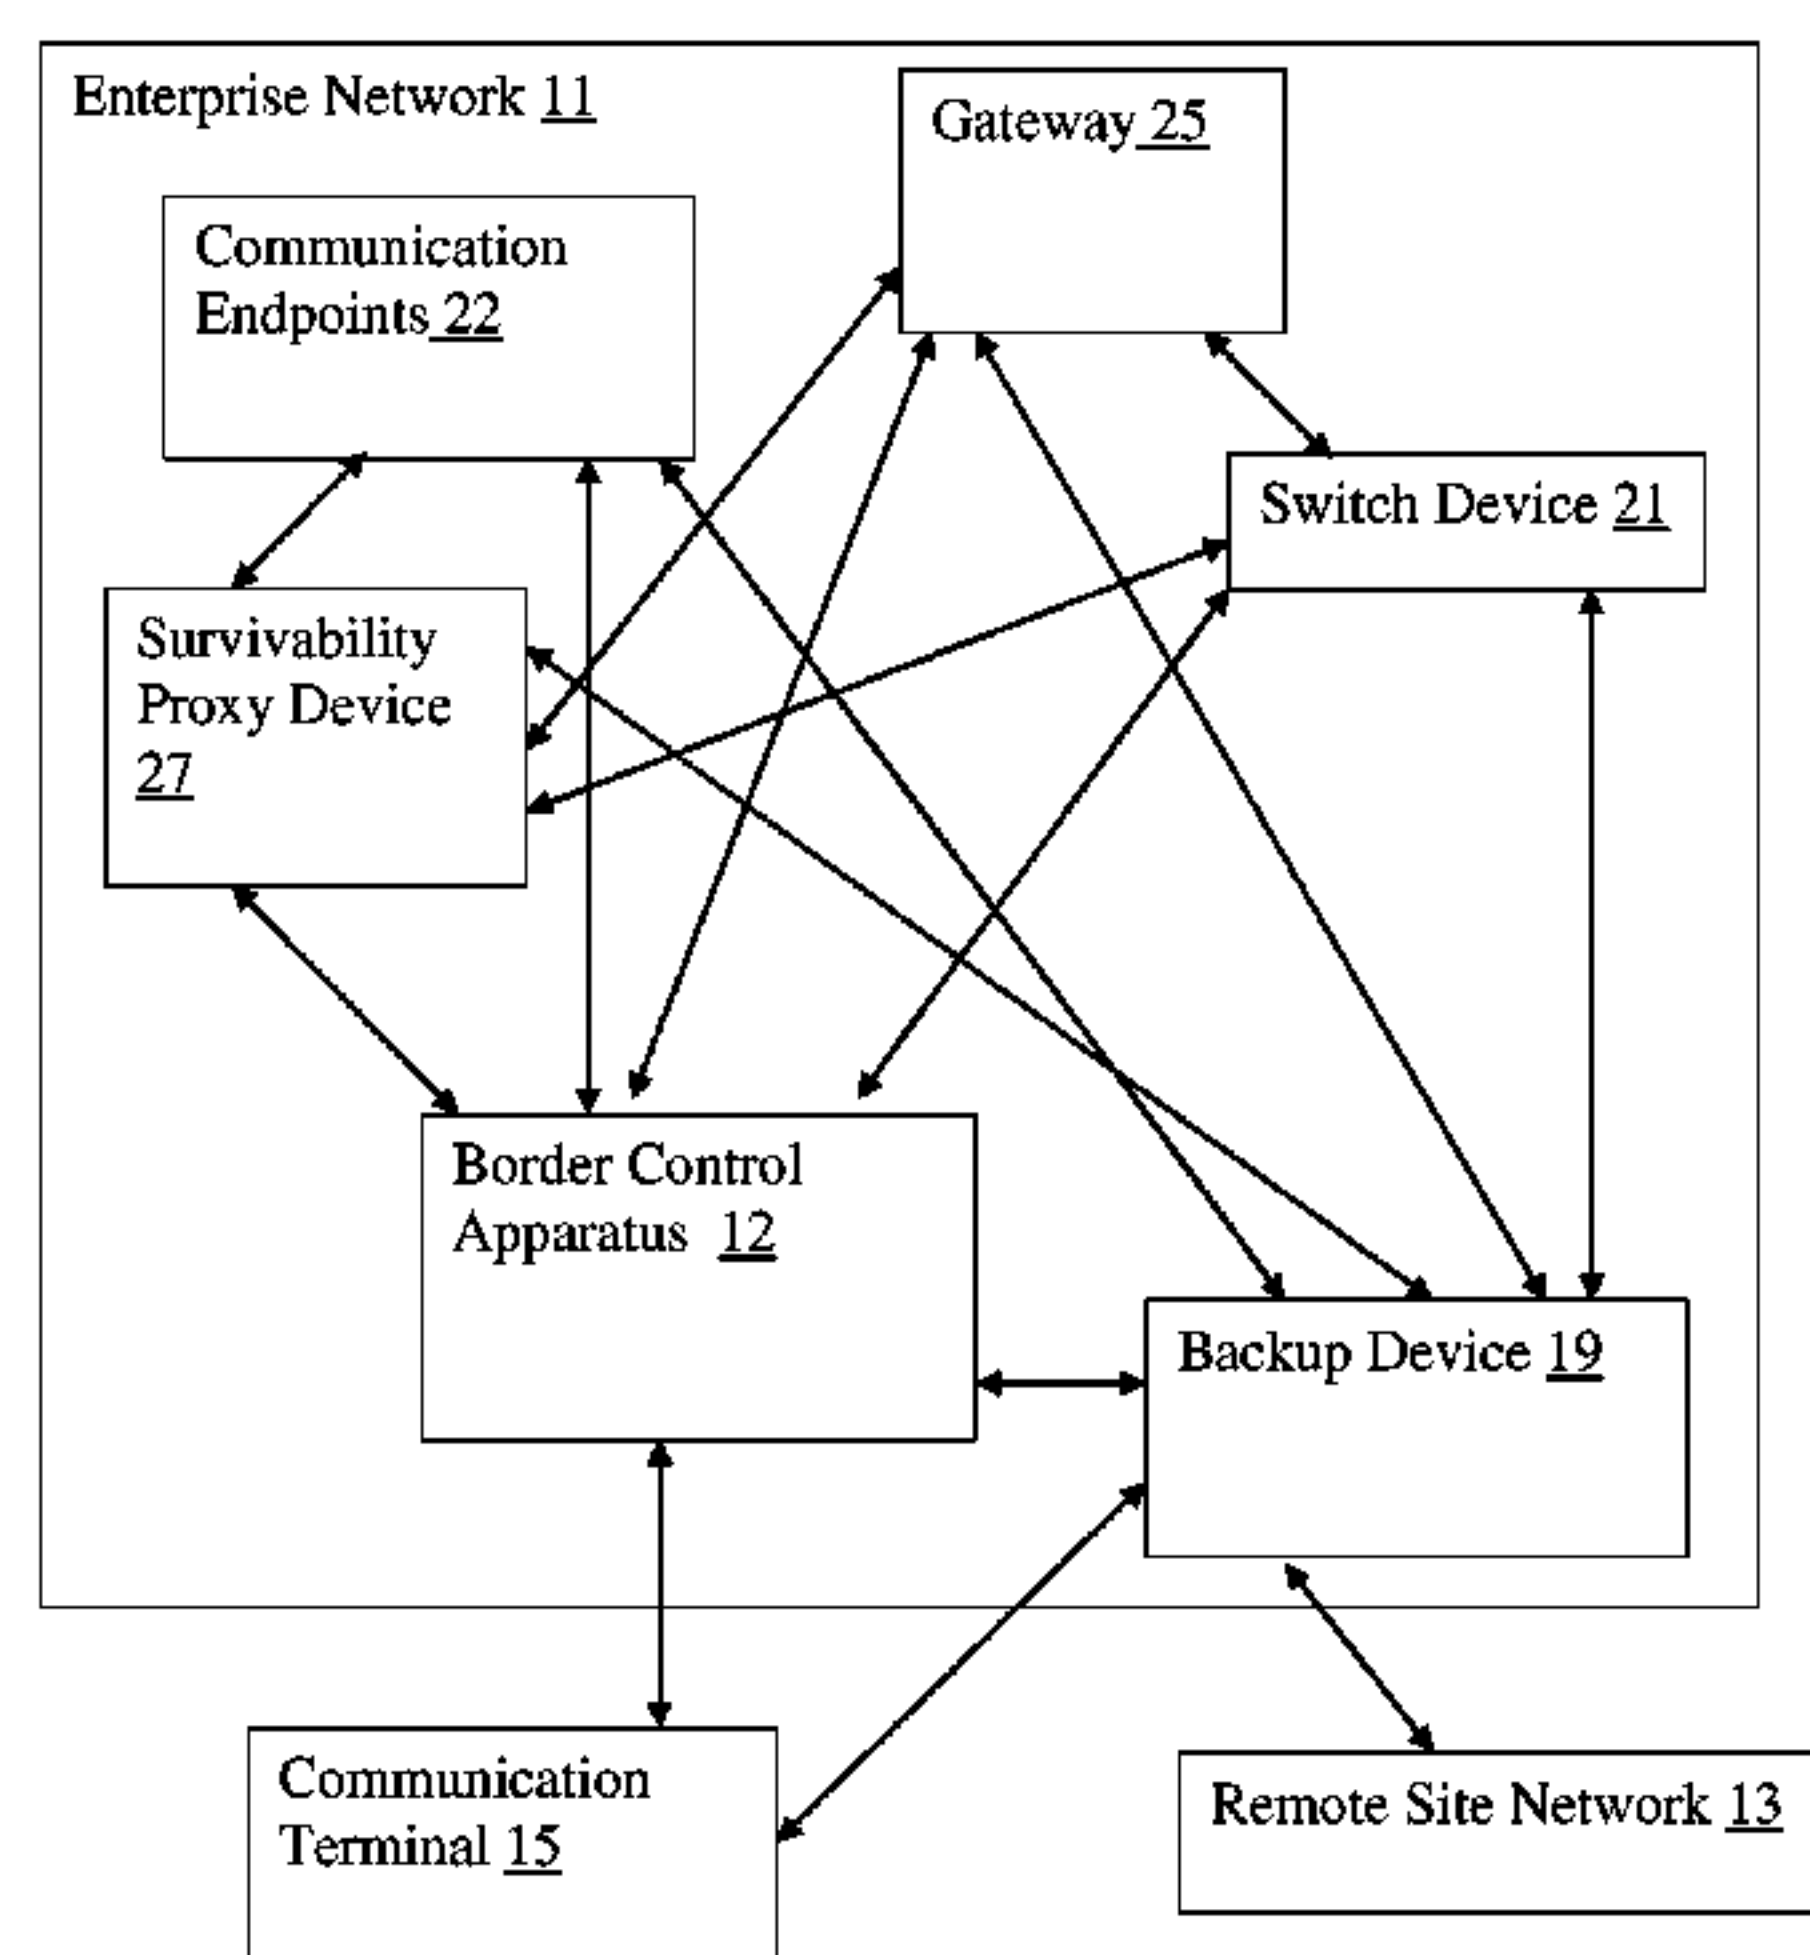 Enterprise Network 11
Gateway 25
Communication
Endpoints 22
Switch Device 21
Survivability
Proxy Device
27
Border Control
Apparatus 12
Backup Device 19
Communication
Terminal 15
Remote Site Network 13